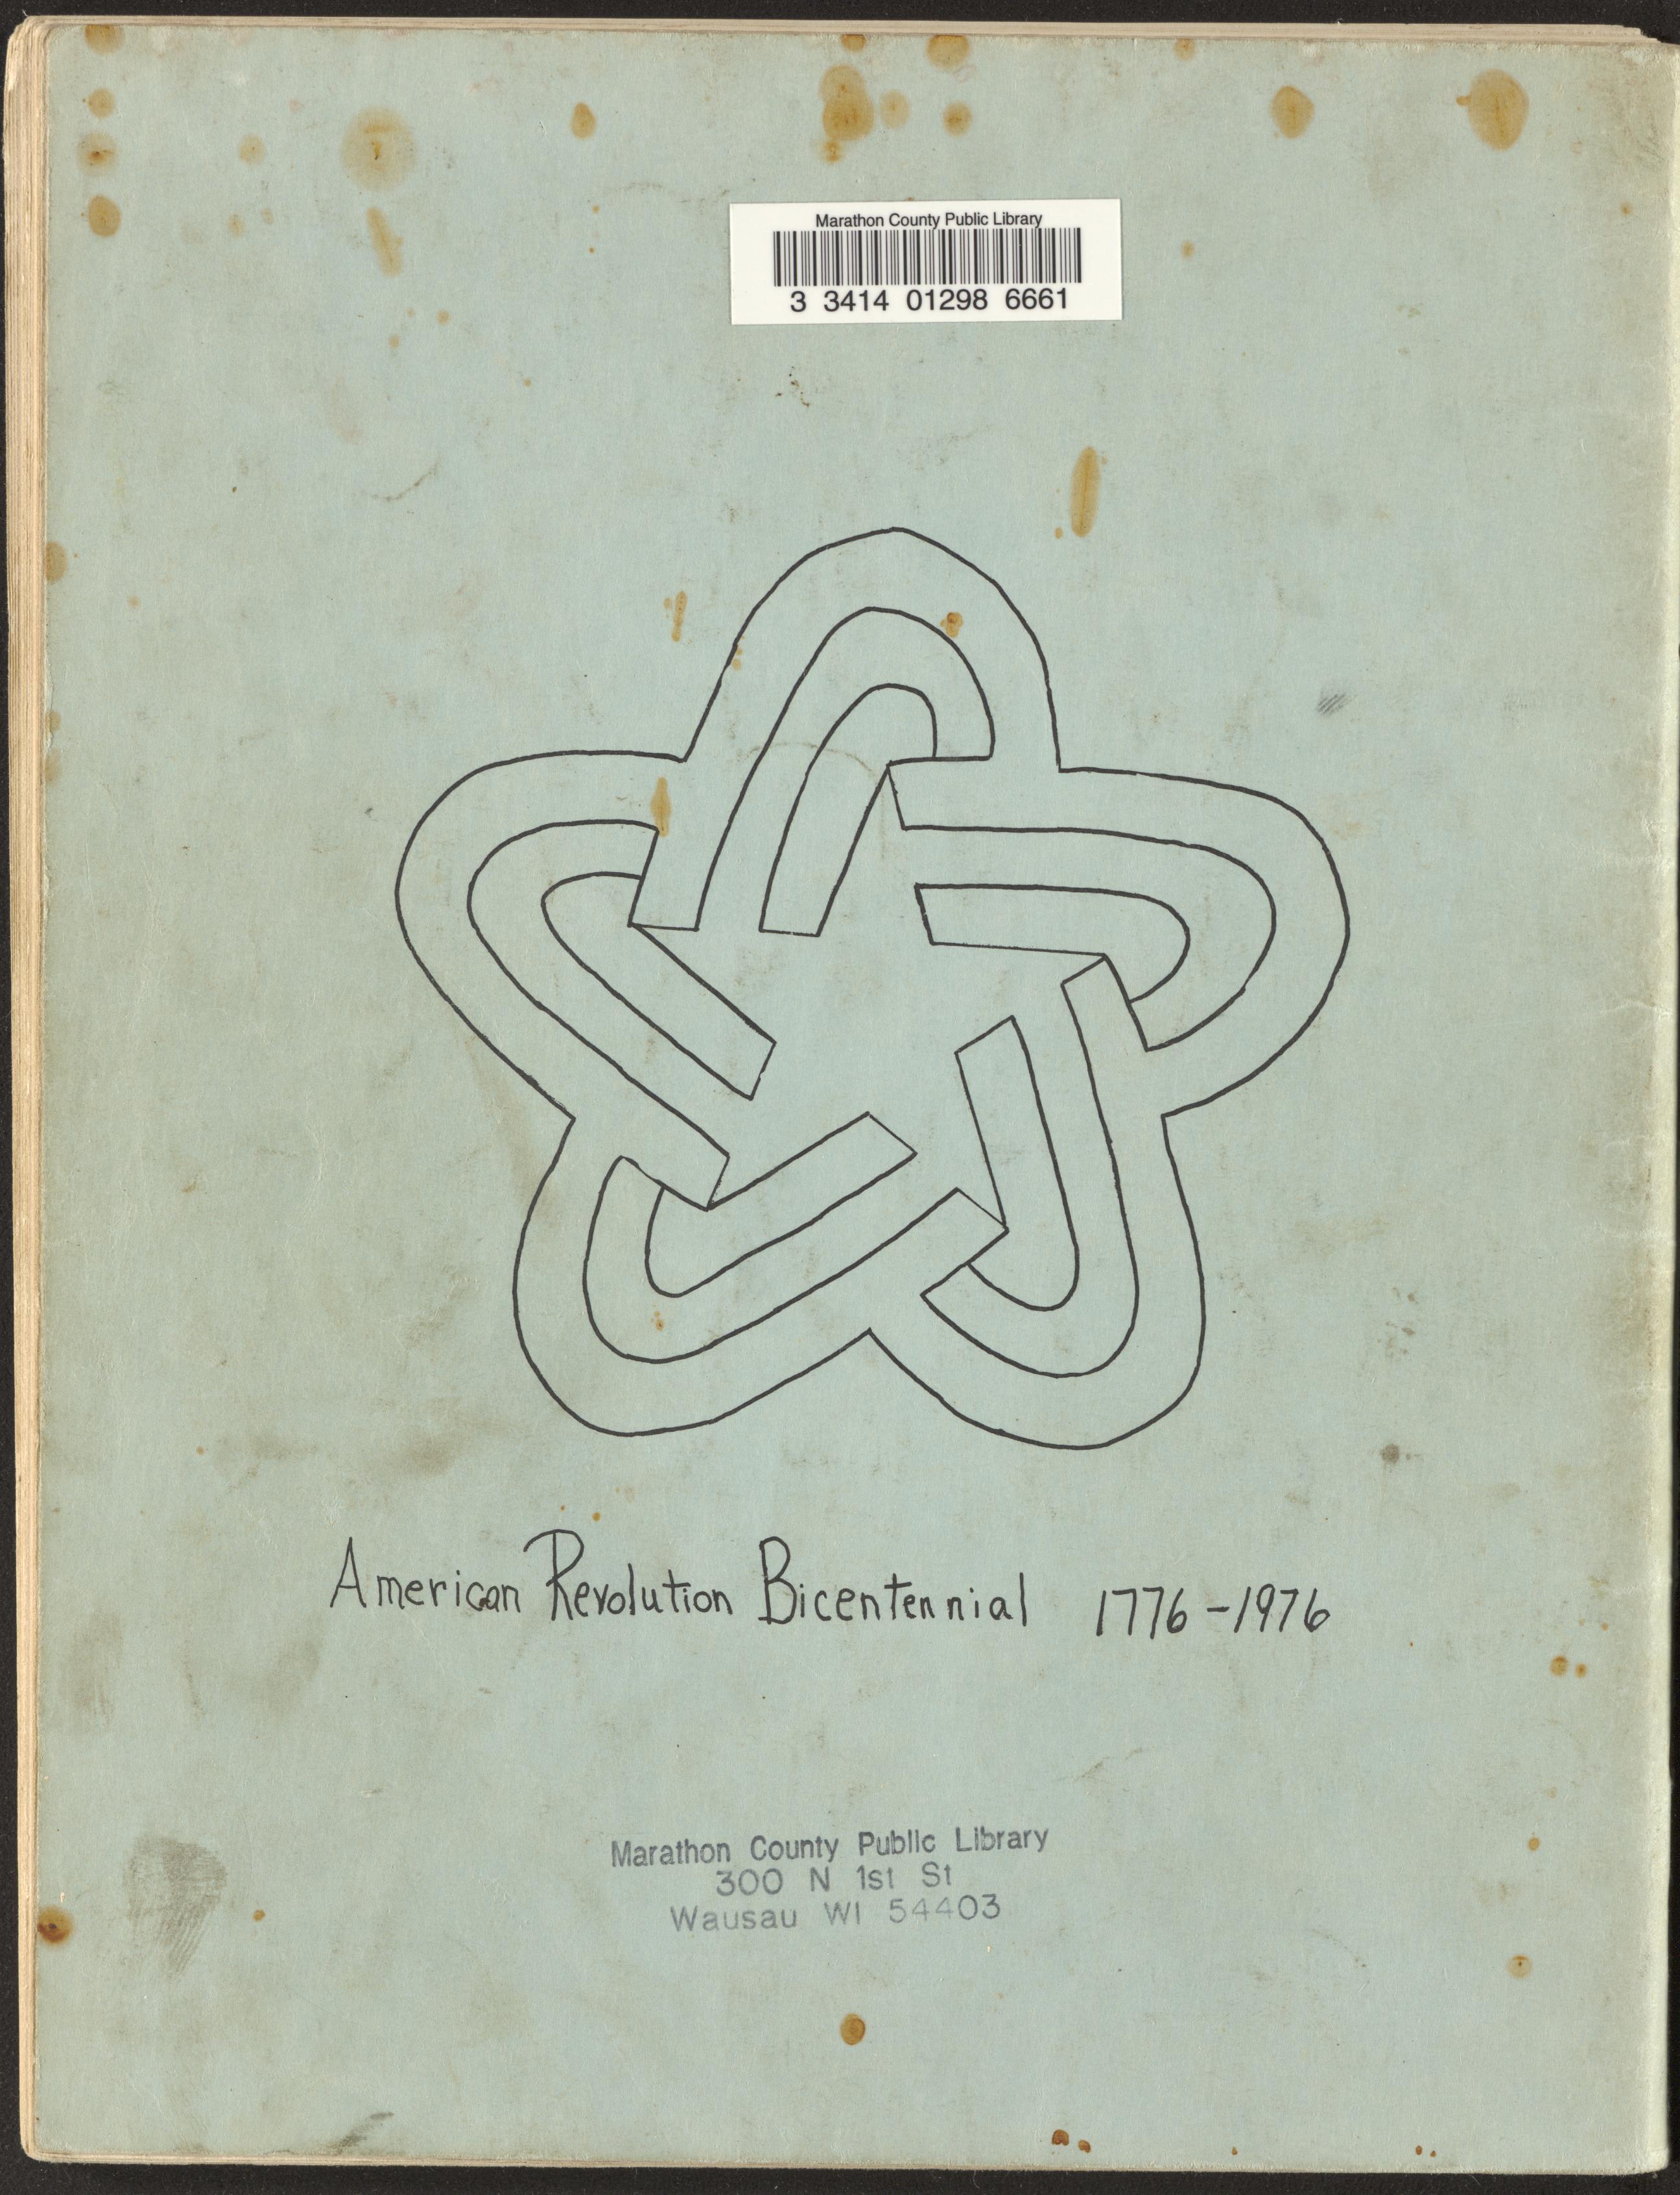 Marathon County Public Library
3 3414 01298 6661
American Revolution Bicentennial 1776-1976
Marathon County Public Library
300 N 1st St
Wausau WI 54403